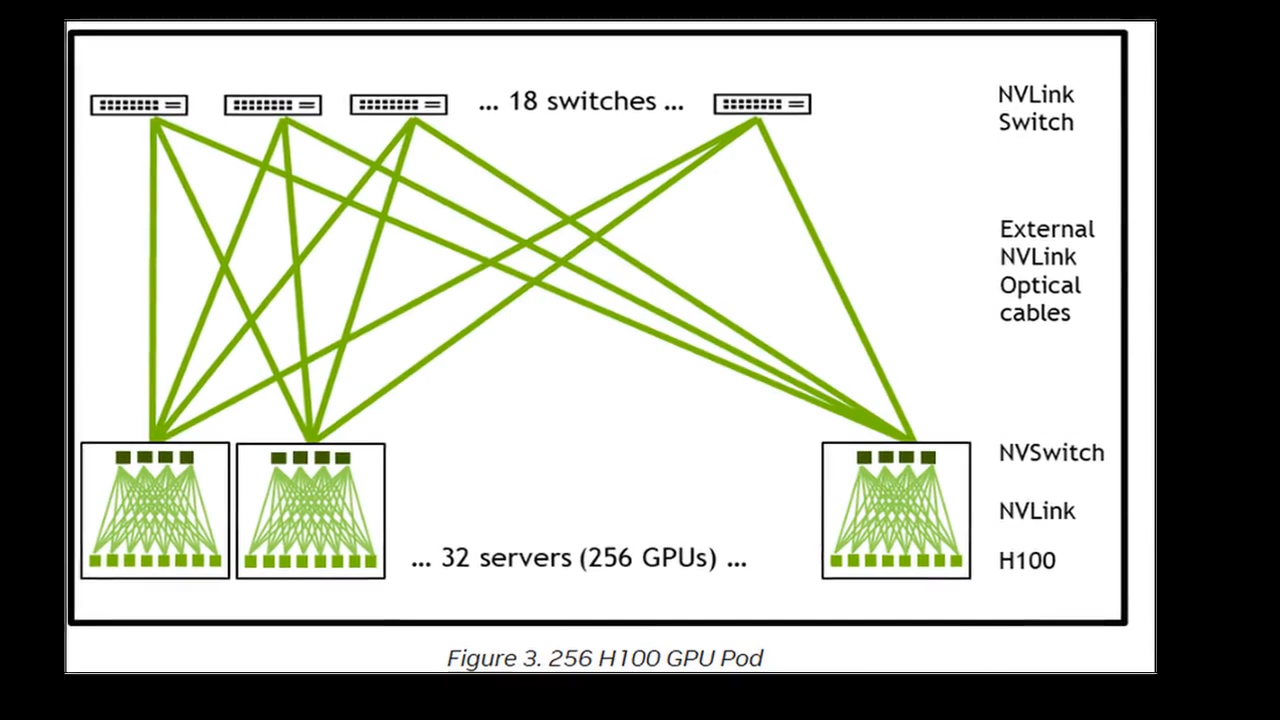 ... 18 switches ...
NVLink
Switch
External
NVLink
Optical
cables
NVSwitch
NVLink
... 32 servers (256 GPUs) ...
H100
Figure 3. 256 H100 GPU Pod